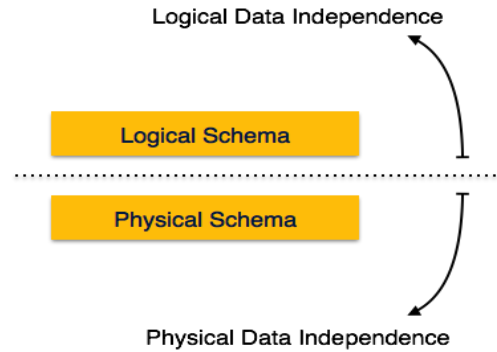 Logical Data Independence
Logical Schema
Physical Schema
Physical Data Independence